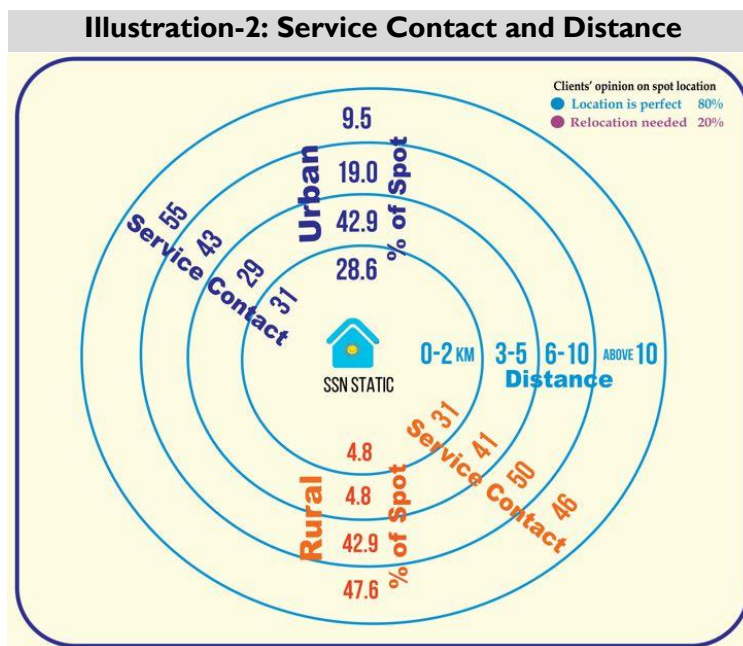 Illustration-2: Service Contact and Distance
Clients' opinion on spot location
Location is perfect 80%
Relocation needed 20%
9.5
19.0
42.9
28.6
Urban
% of Spot
55
43
29
31
Service Contact
SSN STATIC
0-2 KM
3-5
6-10
ABOVE 10
Distance
31
41
50
46
Service Contact
4.8
4.8
42.9
47.6
Rural
% of Spot